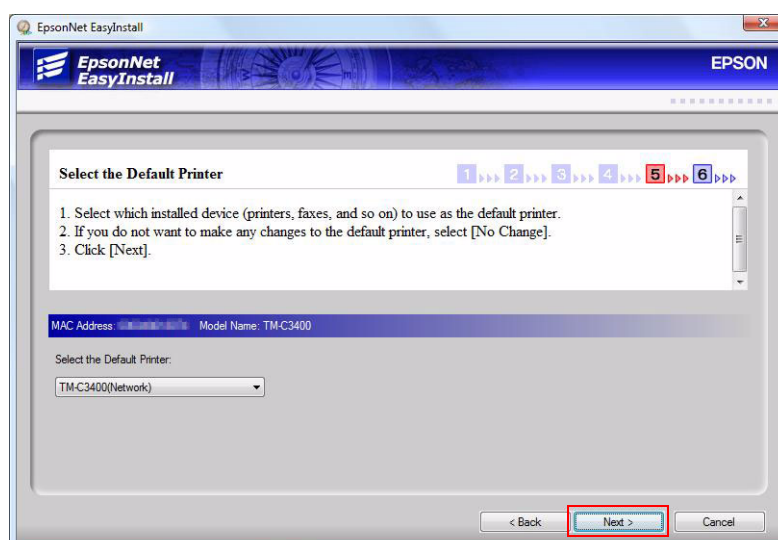 EpsonNet EasyInstall
EpsonNet
EasyInstall
EPSON
Select the Default Printer
1 2 3 4 5 6
1. Select which installed device (printers, faxes, and so on) to use as the default printer.
2. If you do not want to make any changes to the default printer, select [No Change].
3. Click [Next].
MAC Address: Model Name: TM-C3400
Select the Default Printer:
TM-C3400(Network)
< Back Next > Cancel